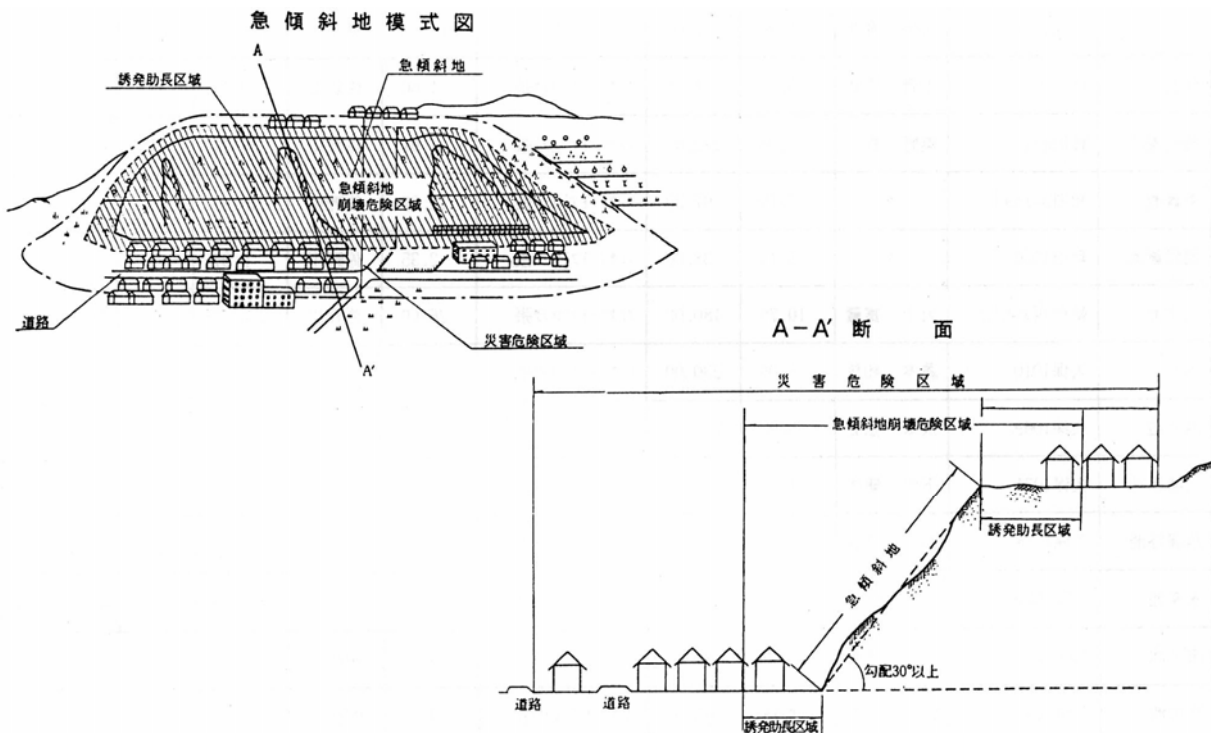 急傾斜地模式図
A
誘発助長区域
急傾斜地
急傾斜地
崩壊危険区域
道路
災害危険区域
A'
A-A' 断面
災害危険区域
急傾斜地崩壊危険区域
誘発助長区域
急傾斜地
勾配30°以上
道路
道路
誘発助長区域